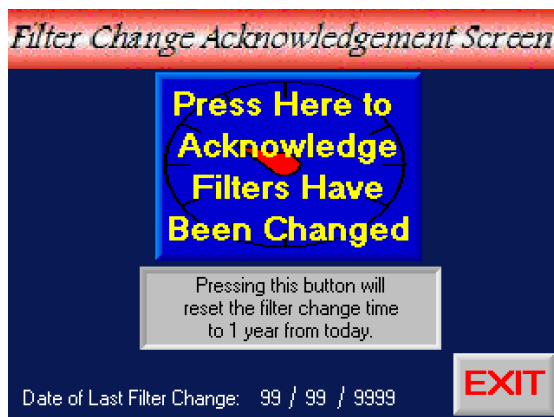 Filter Change Acknowledgement Screen
Press Here to
Acknowledge
Filters Have
Been Changed
Pressing this button will
reset the filter change time
to 1 year from today.
Date of Last Filter Change: 99 / 99 / 9999
EXIT